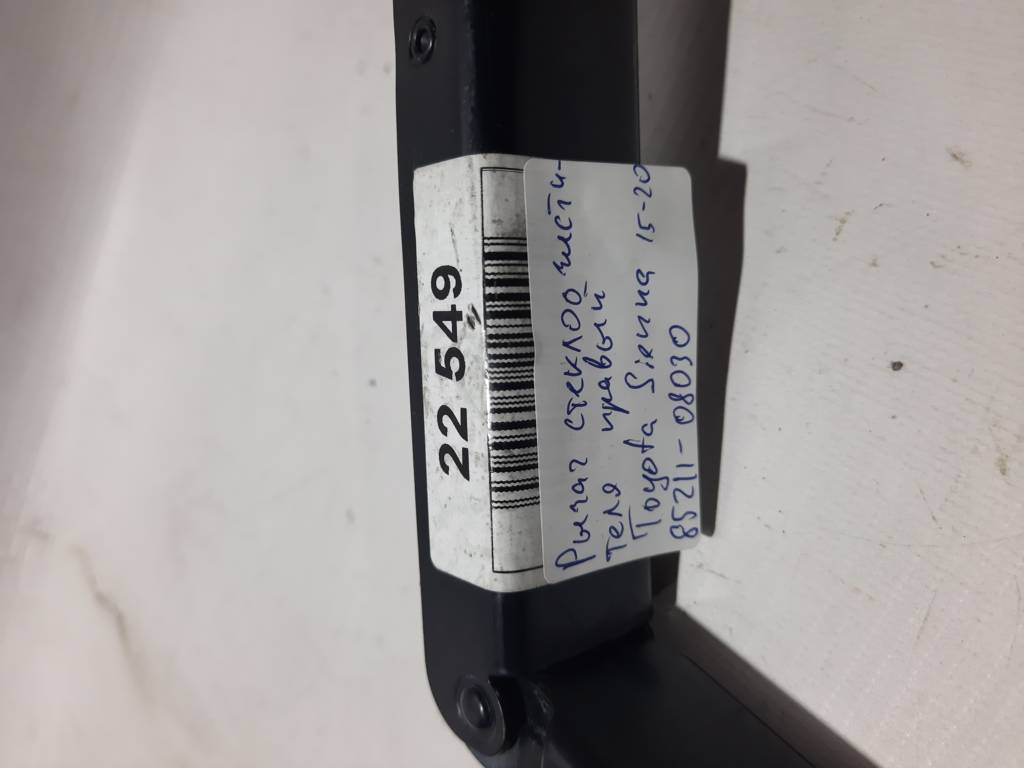 22 549
Рычаг стеклоочисти-
теля правый
Toyota Sienna 15-20
85211-08030